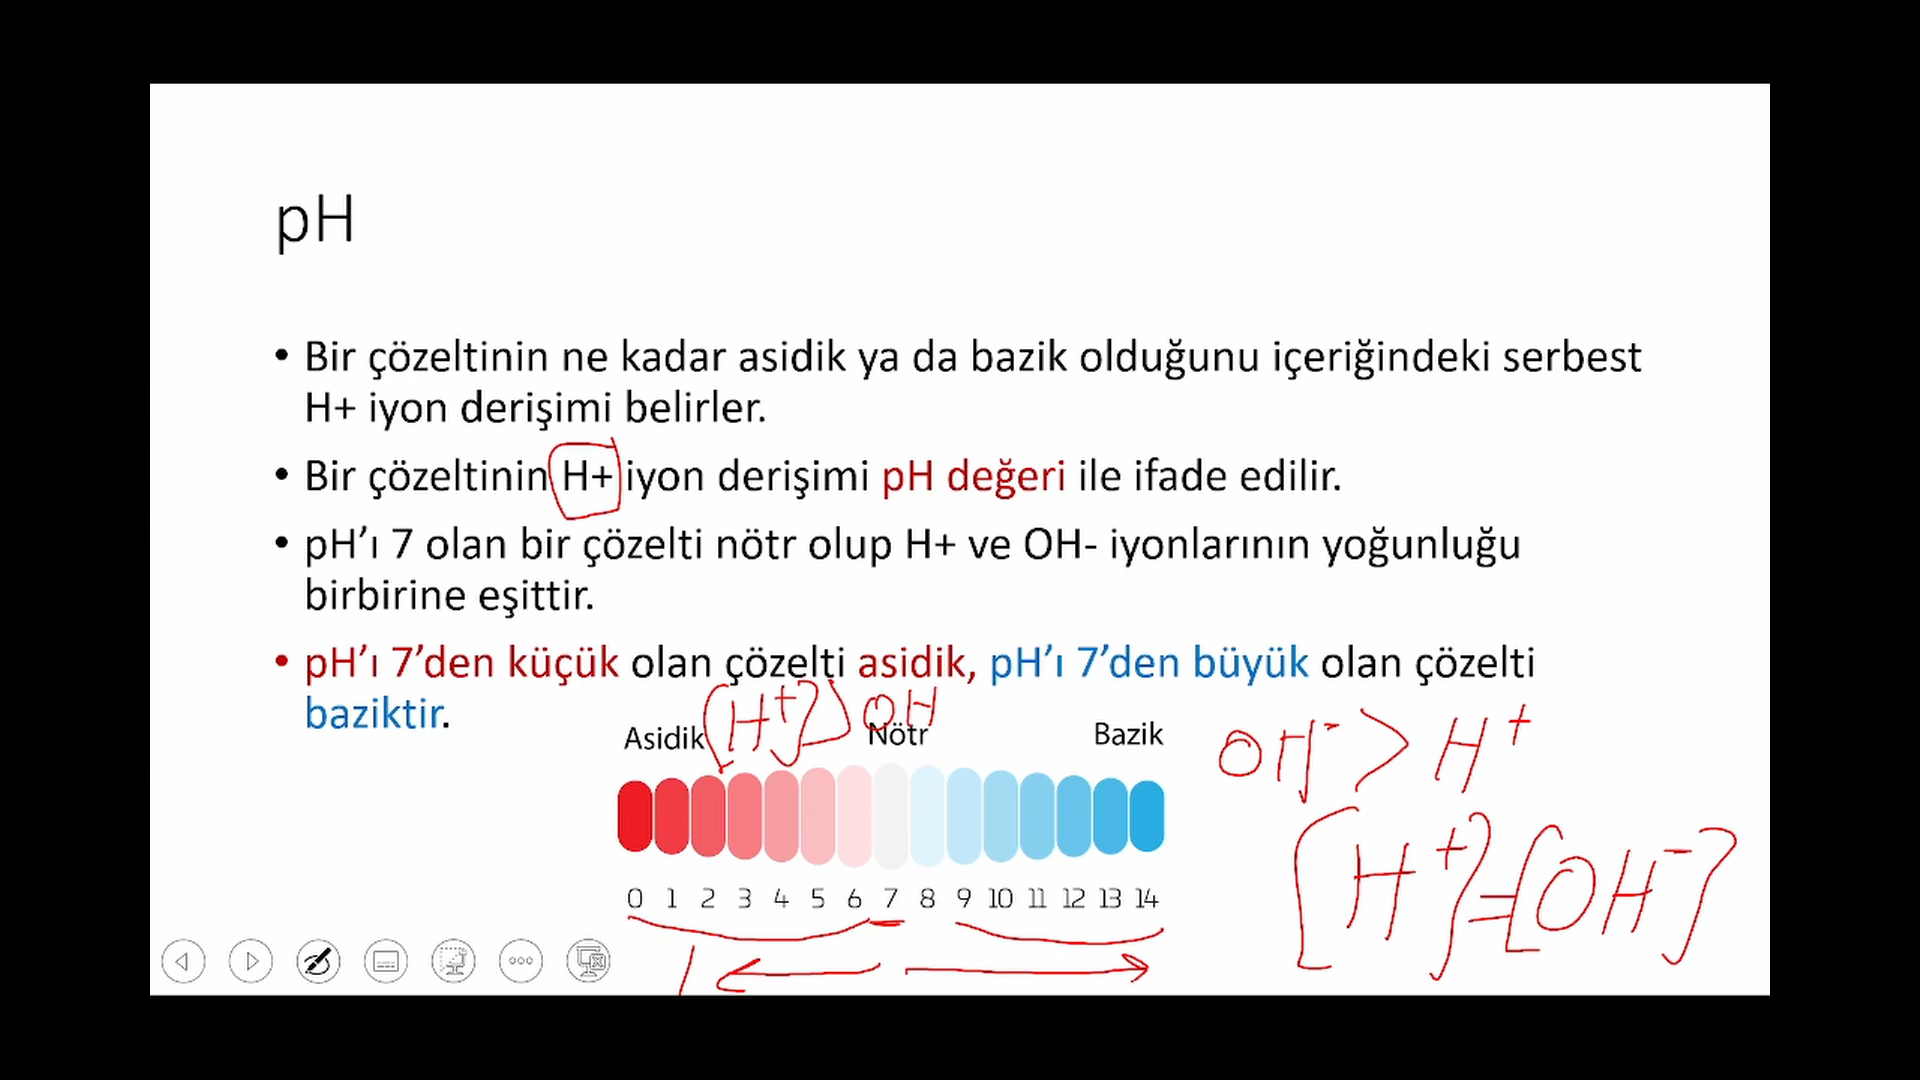 pH
• Bir çözeltinin ne kadar asidik ya da bazik olduğunu içeriğindeki serbest
H+ iyon derişimi belirler.
• Bir çözeltinin H+ iyon derişimi pH değeri ile ifade edilir.
• pH’ı 7 olan bir çözelti nötr olup H+ ve OH- iyonlarının yoğunluğu
birbirine eşittir.
• pH’ı 7’den küçük olan çözelti asidik, pH’ı 7’den büyük olan çözelti
baziktir.
[H+] > OH
Asidik Nötr Bazik
OH- > H+
[H+] = [OH-]
0 1 2 3 4 5 6 7 8 9 10 11 12 13 14